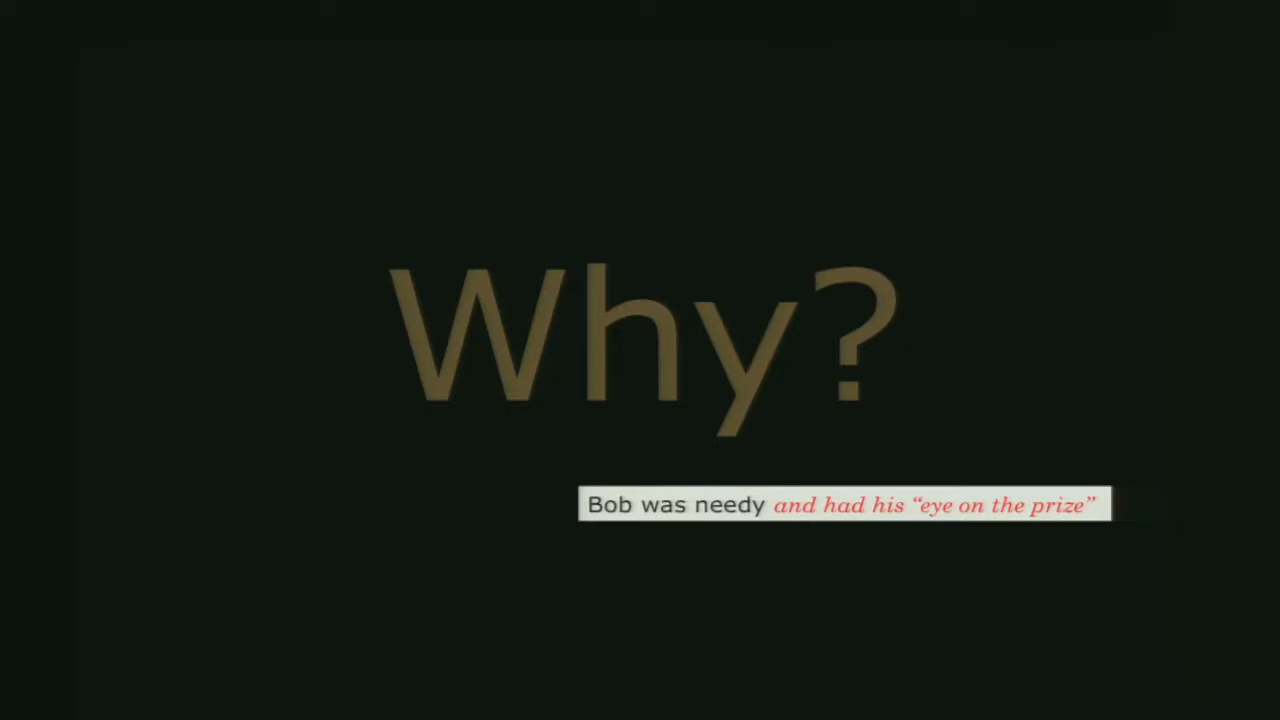 Why?
Bob was needy and had his “eye on the prize”